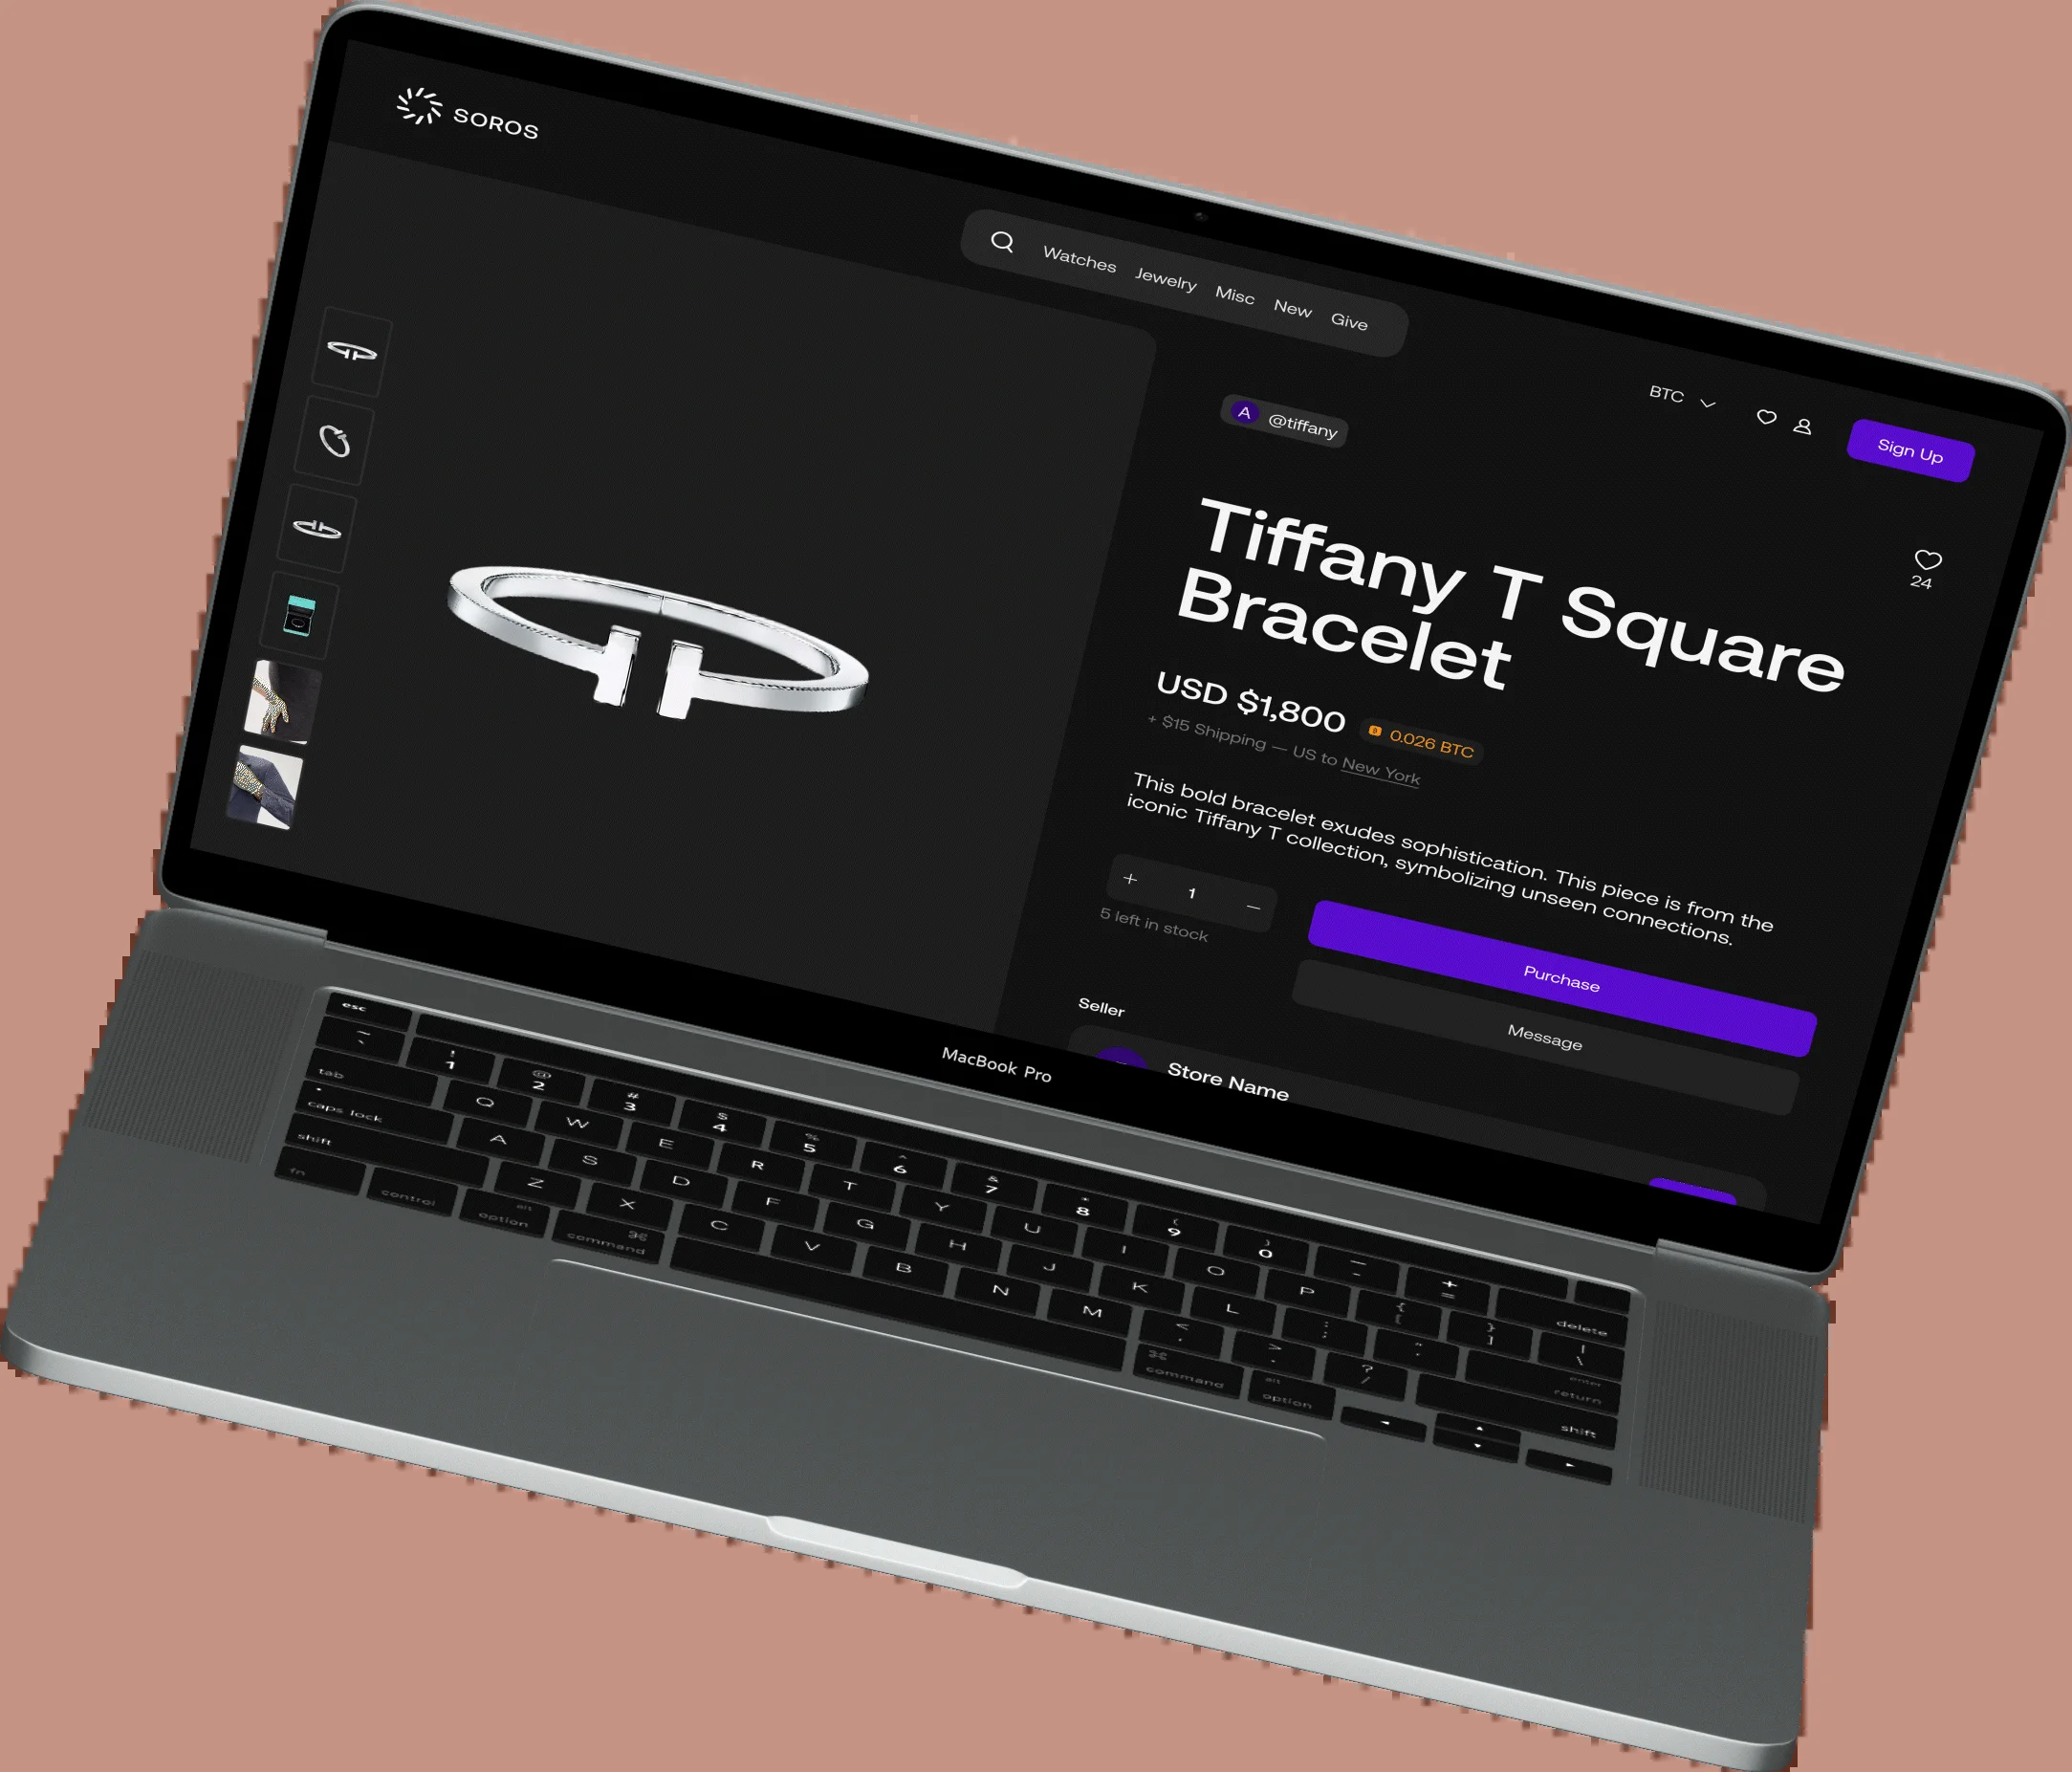 SOROS
Watches Jewelry Misc New Give
BTC
Sign Up
A @tiffany
Tiffany T Square
Bracelet
24
USD $1,800 0.026 BTC
+ $15 Shipping — US to New York
This bold bracelet exudes sophistication. This piece is from the
iconic Tiffany T collection, symbolizing unseen connections.
+ 1 –
5 left in stock
Purchase
Message
Seller
Store Name
MacBook Pro
esc
~ ` ! 1 @ 2 # 3 $ 4 % 5 ^ 6 & 7 * 8 ( 9 ) 0 — - + = delete
tab Q W E R T Y U I O P { [ } ] | \
caps lock A S D F G H J K L : ; " ' enter return
shift Z X C V B N M < , > . ? / shift
fn control alt option ⌘ command ⌘ command alt option